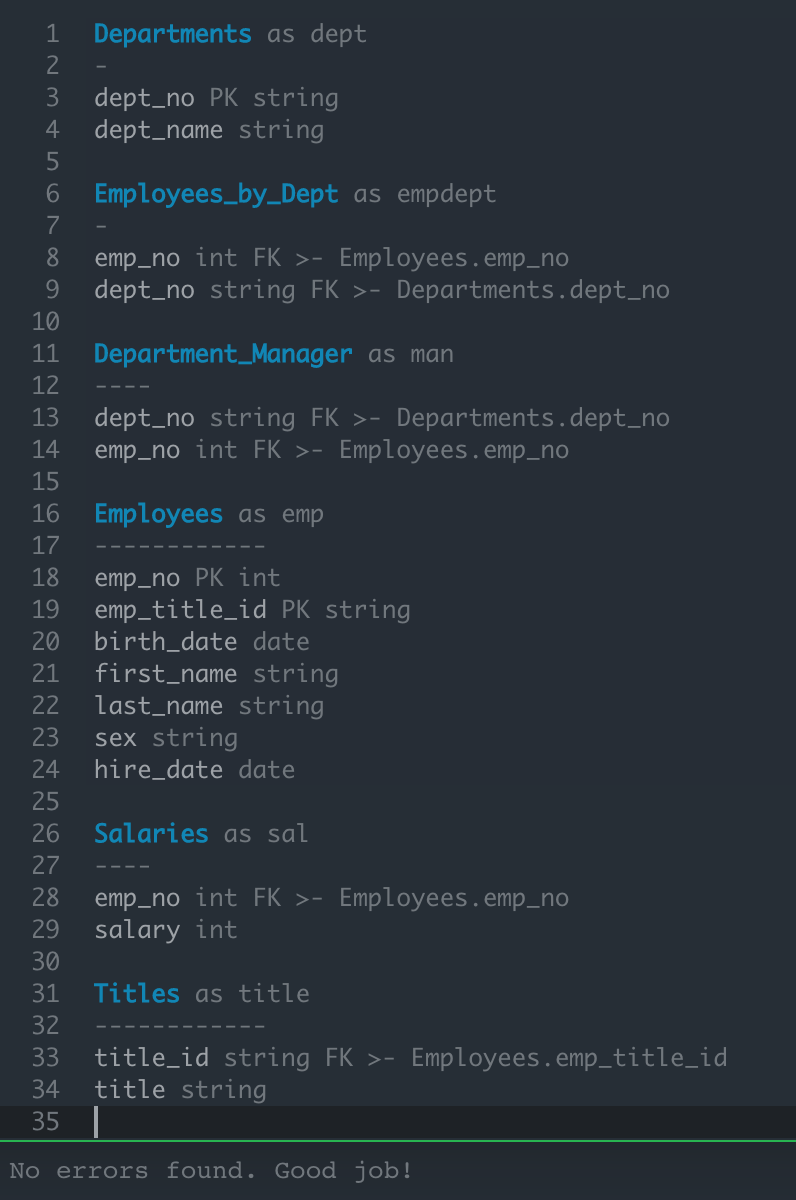 1 Departments as dept
2 -
3 dept_no PK string
4 dept_name string
5
6 Employees_by_Dept as empdept
7 -
8 emp_no int FK >- Employees.emp_no
9 dept_no string FK >- Departments.dept_no
10
11 Department_Manager as man
12 ----
13 dept_no string FK >- Departments.dept_no
14 emp_no int FK >- Employees.emp_no
15
16 Employees as emp
17 ------------
18 emp_no PK int
19 emp_title_id PK string
20 birth_date date
21 first_name string
22 last_name string
23 sex string
24 hire_date date
25
26 Salaries as sal
27 ----
28 emp_no int FK >- Employees.emp_no
29 salary int
30
31 Titles as title
32 ------------
33 title_id string FK >- Employees.emp_title_id
34 title string
35
No errors found. Good job!